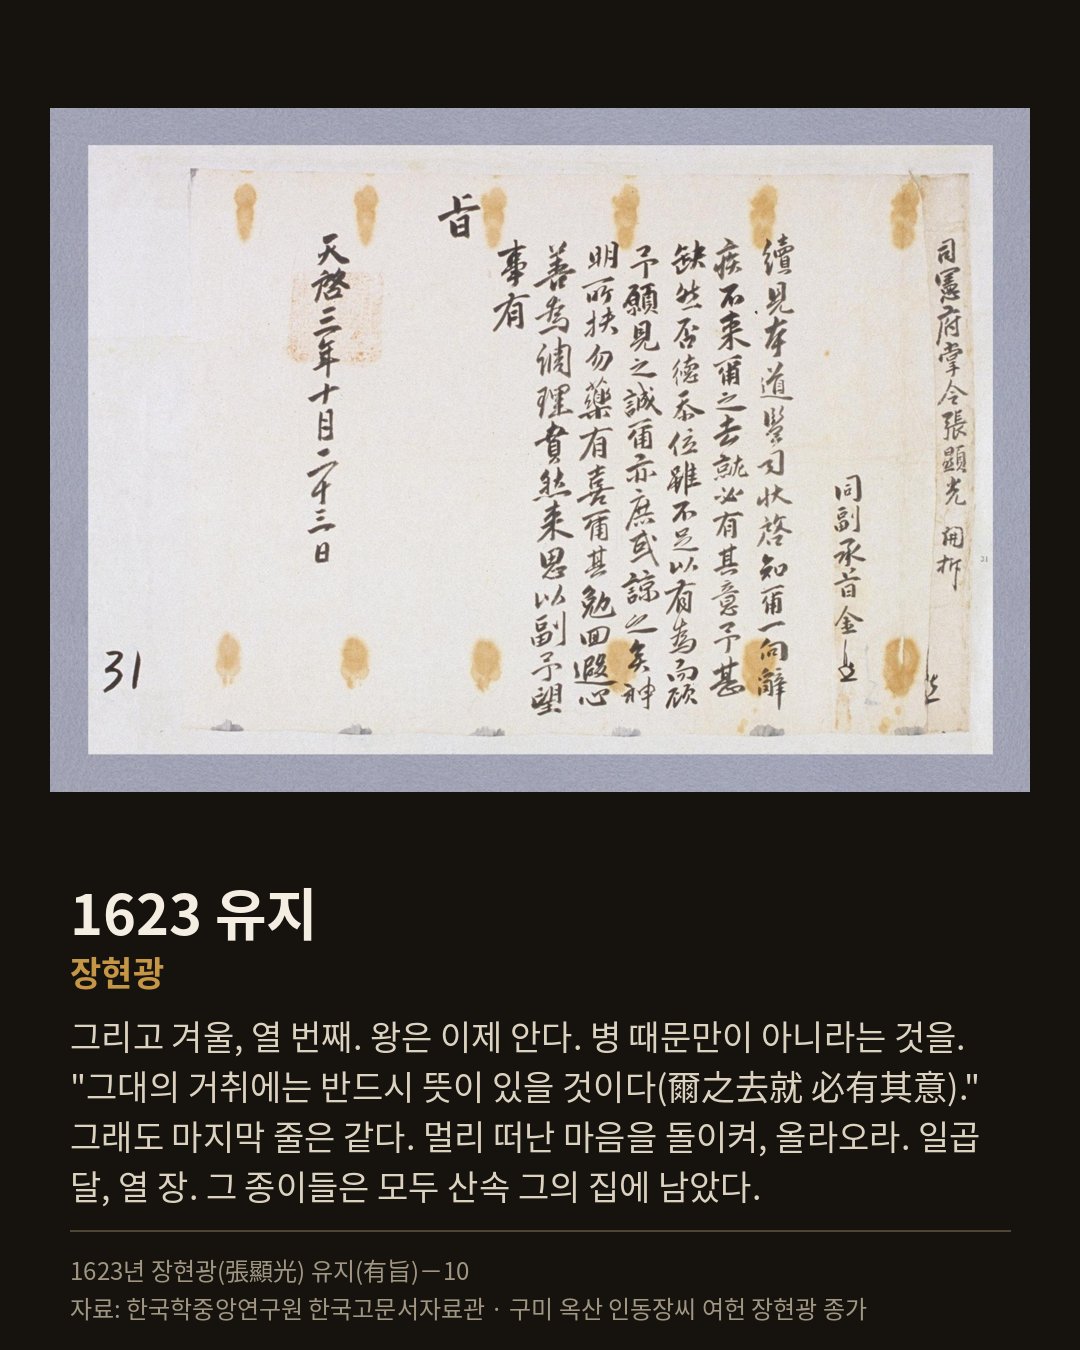 司憲府掌令張顯光 開拆
同副承旨金
續見本道監司狀啓知爾一向辭
疾不来爾之去就必有其意予甚
缺然否德忝位雖不足以有為而顧
予願見之誠爾亦庶或諒之矣神
明所扶勿藥有喜爾其勉回遐心
善為調理賁然来思以副予望
事有
旨
天啓三年十月二十三日
31
21
1623 유지
장현광
그리고 겨울, 열 번째. 왕은 이제 안다. 병 때문만이 아니라는 것을.
"그대의 거취에는 반드시 뜻이 있을 것이다(爾之去就 必有其意)."
그래도 마지막 줄은 같다. 멀리 떠난 마음을 돌이켜, 올라오라. 일곱
달, 열 장. 그 종이들은 모두 산속 그의 집에 남았다.
1623년 장현광(張顯光) 유지(有旨)－10
자료: 한국학중앙연구원 한국고문서자료관 · 구미 옥산 인동장씨 여헌 장현광 종가